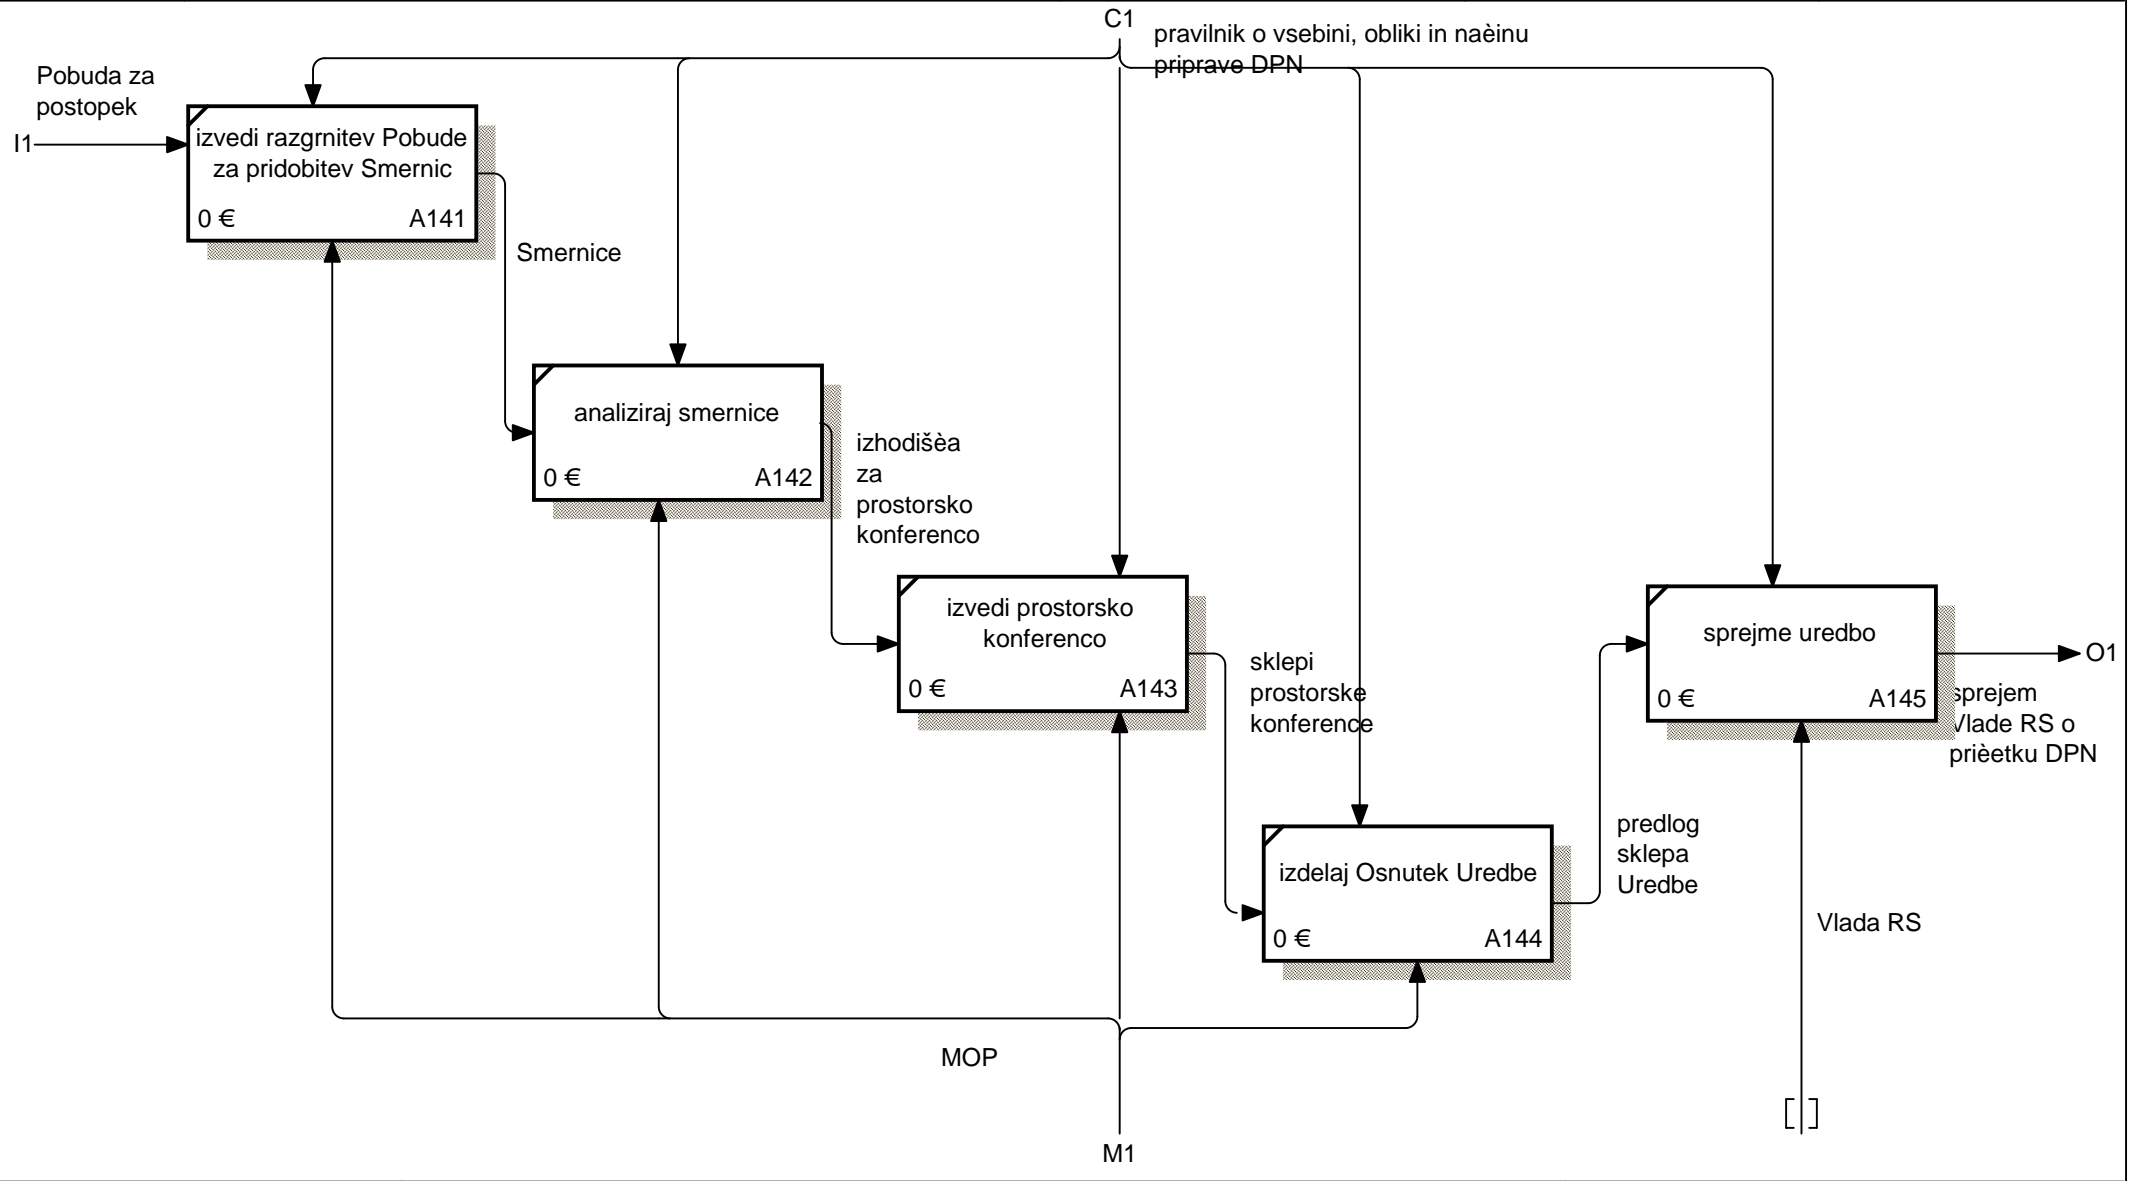 C1
pravilnik o vsebini, obliki in naèinu
priprave DPN
Pobuda za
postopek
I1
izvedi razgrnitev Pobude
za pridobitev Smernic
0 €
A141
Smernice
analiziraj smernice
0 €
A142
izhodišèa
za
prostorsko
konferenco
izvedi prostorsko
konferenco
0 €
A143
sklepi
prostorske
konference
sprejme uredbo
0 €
A145
O1
sprejem
Vlade RS o
prièetku DPN
izdelaj Osnutek Uredbe
0 €
A144
predlog
sklepa
Uredbe
Vlada RS
MOP
M1